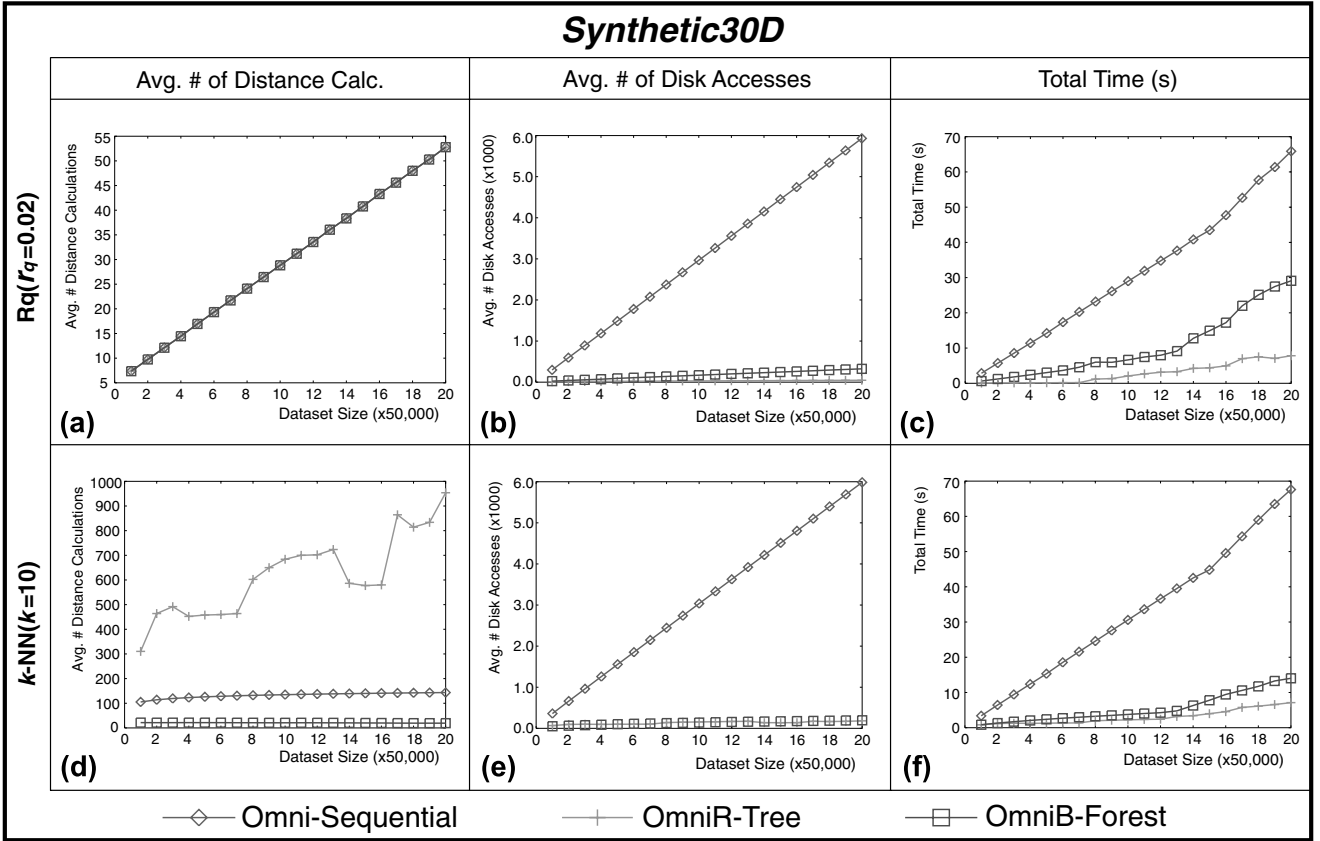 Synthetic30D
Avg. # of Distance Calc.
Avg. # of Disk Accesses
Total Time (s)
Rq(rq=0.02)
Avg. # Distance Calculations
55
50
45
40
35
30
25
20
15
10
5
0 2 4 6 8 10 12 14 16 18 20
Dataset Size (x50,000)
(a)
Avg. # Disk Accesses (x1000)
6.0
5.0
4.0
3.0
2.0
1.0
0.0
0 2 4 6 8 10 12 14 16 18 20
Dataset Size (x50,000)
(b)
Total Time (s)
70
60
50
40
30
20
10
0
0 2 4 6 8 10 12 14 16 18 20
Dataset Size (x50,000)
(c)
k-NN(k=10)
Avg. # Distance Calculations
1000
900
800
700
600
500
400
300
200
100
0
0 2 4 6 8 10 12 14 16 18 20
Dataset Size (x50,000)
(d)
Avg. # Disk Accesses (x1000)
6.0
5.0
4.0
3.0
2.0
1.0
0.0
0 2 4 6 8 10 12 14 16 18 20
Dataset Size (x50,000)
(e)
Total Time (s)
70
60
50
40
30
20
10
0
0 2 4 6 8 10 12 14 16 18 20
Dataset Size (x50,000)
(f)
Omni-Sequential
OmniR-Tree
OmniB-Forest